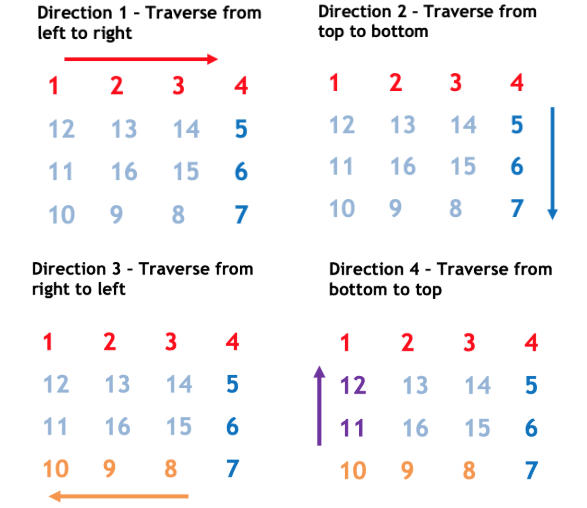 Direction 1 - Traverse from
left to right
1 2 3 4
12 13 14 5
11 16 15 6
10 9 8 7
Direction 2 - Traverse from
top to bottom
1 2 3 4
12 13 14 5
11 16 15 6
10 9 8 7
Direction 3 - Traverse from
right to left
1 2 3 4
12 13 14 5
11 16 15 6
10 9 8 7
Direction 4 - Traverse from
bottom to top
1 2 3 4
12 13 14 5
11 16 15 6
10 9 8 7